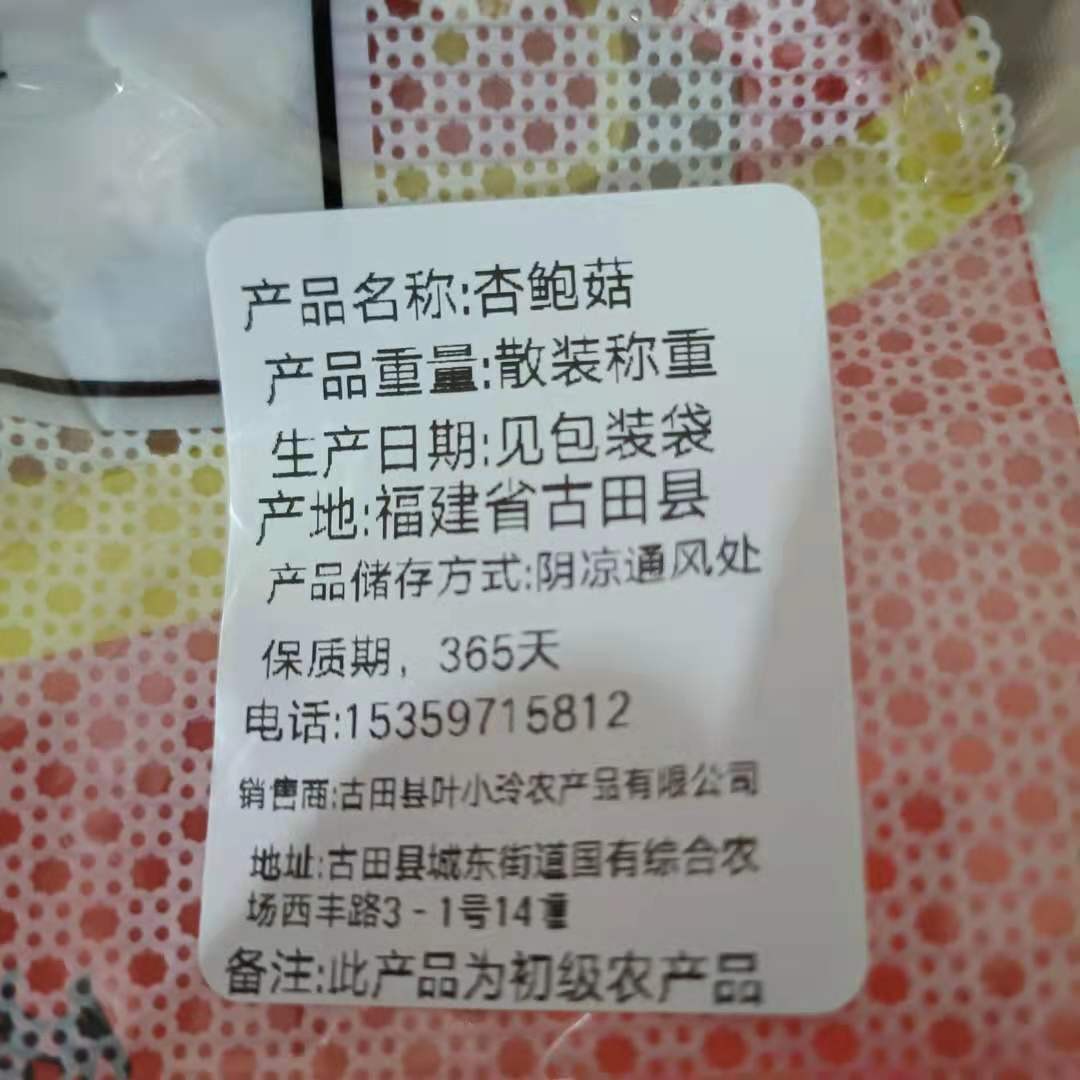 产品名称:杏鲍菇
产品重量:散装称重
生产日期:见包装袋
产地:福建省古田县
产品储存方式:阴凉通风处
保质期，365天
电话:15359715812
销售商:古田县叶小玲农产品有限公司
地址:古田县城东街道国有综合农
场西丰路3-1号14幢
备注:此产品为初级农产品